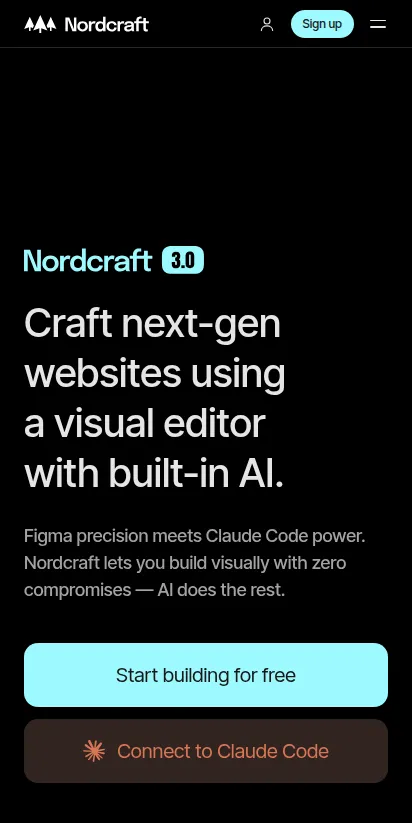 Nordcraft
Sign up
Nordcraft 3.0
Craft next-gen
websites using
a visual editor
with built-in AI.
Figma precision meets Claude Code power.
Nordcraft lets you build visually with zero
compromises — AI does the rest.
Start building for free
Connect to Claude Code